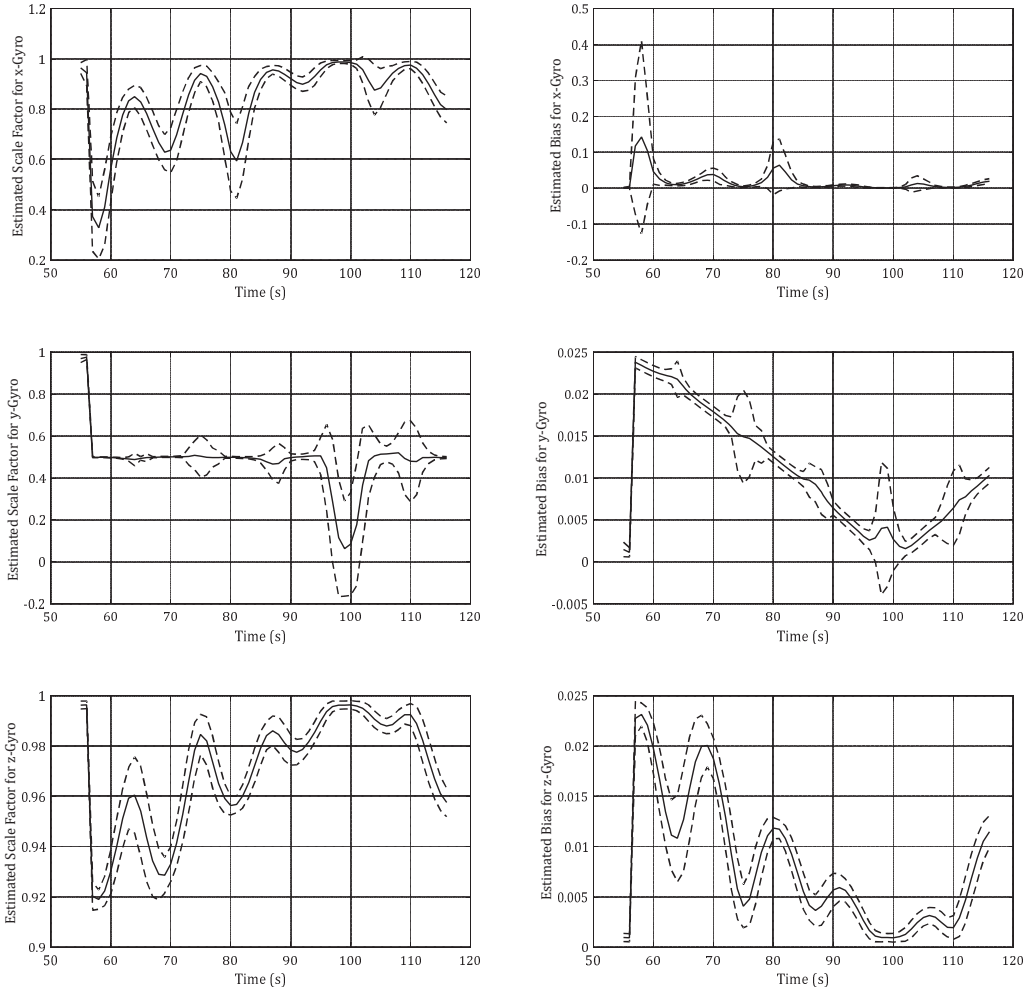 Estimated Scale Factor for x-Gyro
1.2
1
0.8
0.6
0.4
0.2
50 60 70 80 90 100 110 120
Time (s)
Estimated Bias for x-Gyro
0.5
0.4
0.3
0.2
0.1
0
-0.1
-0.2
50 60 70 80 90 100 110 120
Time (s)
Estimated Scale Factor for y-Gyro
1
0.8
0.6
0.4
0.2
0
-0.2
50 60 70 80 90 100 110 120
Time (s)
Estimated Bias for y-Gyro
0.025
0.02
0.015
0.01
0.005
0
-0.005
50 60 70 80 90 100 110 120
Time (s)
Estimated Scale Factor for z-Gyro
1
0.98
0.96
0.94
0.92
0.9
50 60 70 80 90 100 110 120
Time (s)
Estimated Bias for z-Gyro
0.025
0.02
0.015
0.01
0.005
0
50 60 70 80 90 100 110 120
Time (s)